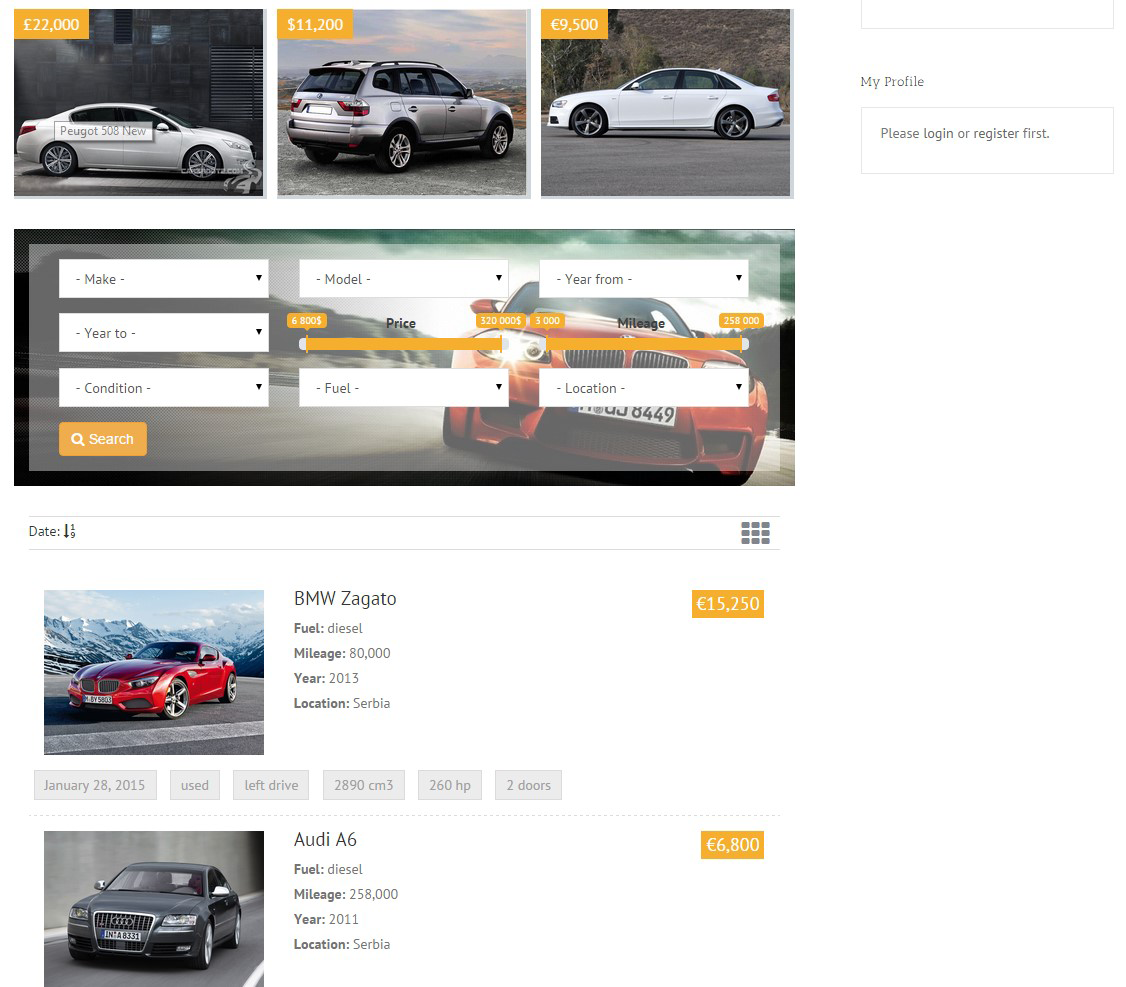 £22,000
$11,200
€9,500
Peugot 508 New
My Profile
Please login or register first.
- Make -
- Model -
- Year from -
- Year to -
6 800$
Price
320 000$
3 000
Mileage
258 000
- Condition -
- Fuel -
- Location -
8449
Search
Date:
BMW Zagato
€15,250
Fuel: diesel
Mileage: 80,000
Year: 2013
Location: Serbia
January 28, 2015
used
left drive
2890 cm3
260 hp
2 doors
Audi A6
€6,800
Fuel: diesel
Mileage: 258,000
Year: 2011
Location: Serbia